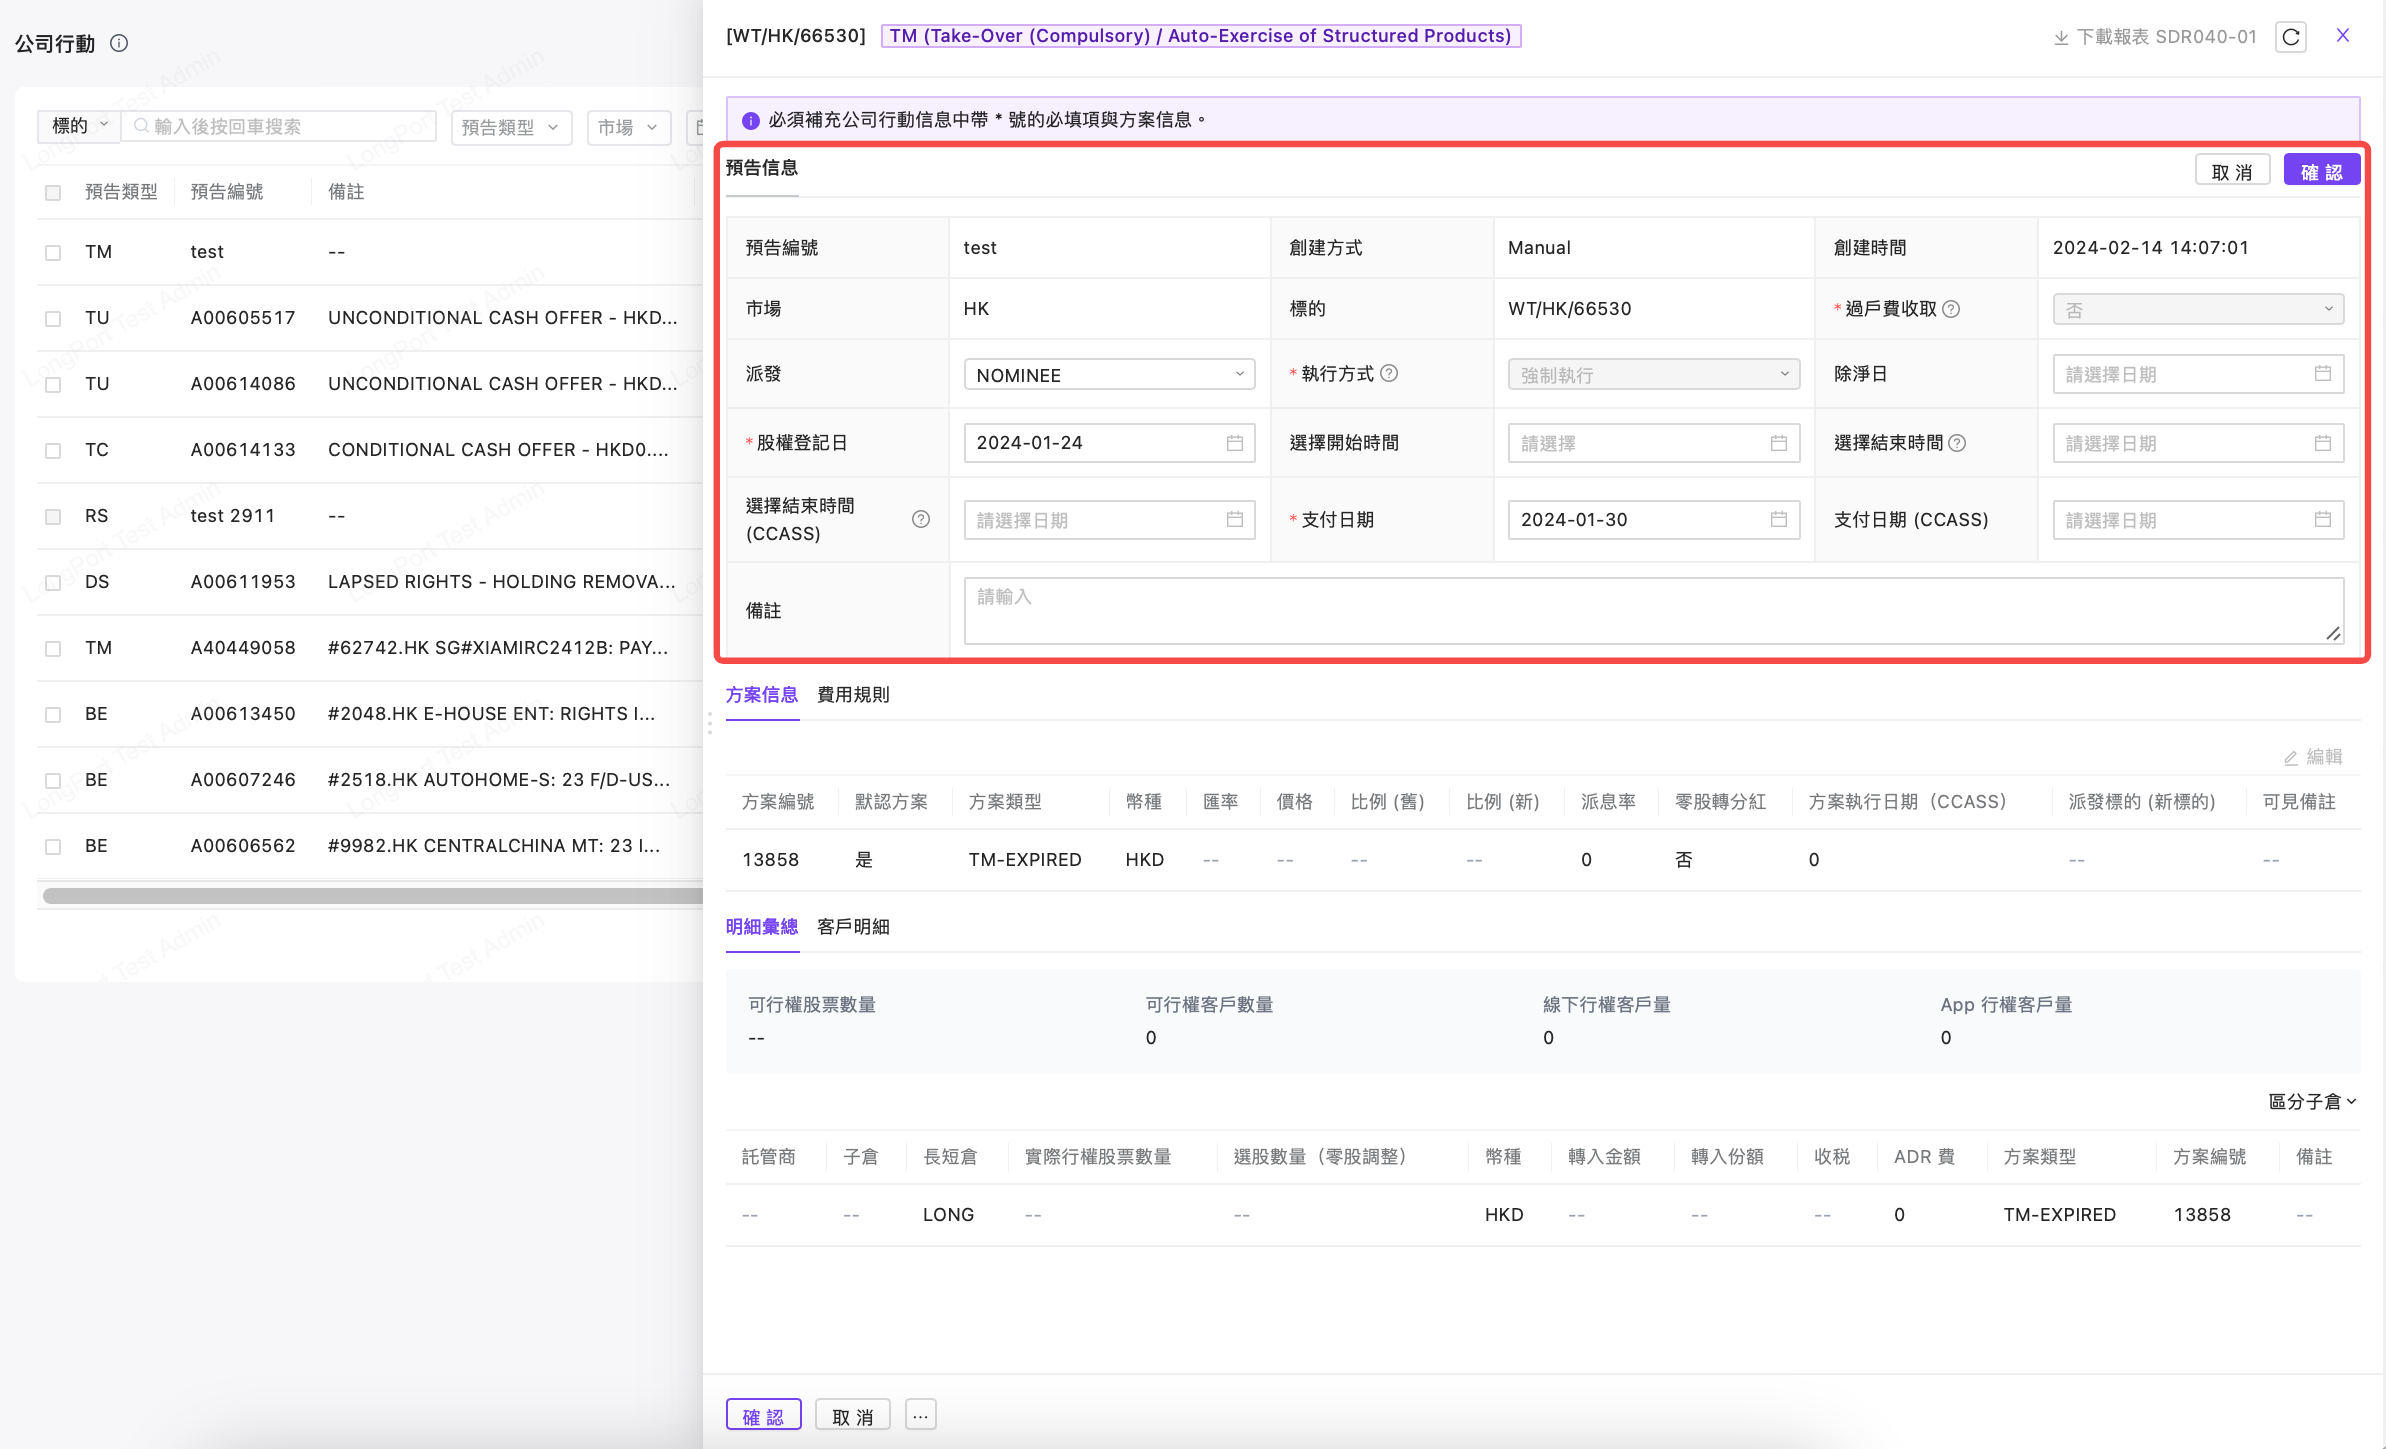 公司行動
標的 輸入後按回車搜索 預告類型 市場
預告類型 預告編號 備註
TM test --
TU A00605517 UNCONDITIONAL CASH OFFER - HKD...
TU A00614086 UNCONDITIONAL CASH OFFER - HKD...
TC A00614133 CONDITIONAL CASH OFFER - HKD0....
RS test 2911 --
DS A00611953 LAPSED RIGHTS - HOLDING REMOVA...
TM A40449058 #62742.HK SG#XIAMIRC2412B: PAY...
BE A00613450 #2048.HK E-HOUSE ENT: RIGHTS I...
BE A00607246 #2518.HK AUTOHOME-S: 23 F/D-US...
BE A00606562 #9982.HK CENTRALCHINA MT: 23 I...
[WT/HK/66530] TM (Take-Over (Compulsory) / Auto-Exercise of Structured Products) 下載報表 SDR040-01
必須補充公司行動信息中帶 * 號的必填項與方案信息。
預告信息 取 消 確 認
預告編號 test 創建方式 Manual 創建時間 2024-02-14 14:07:01
市場 HK 標的 WT/HK/66530 * 過戶費收取 否
派發 NOMINEE * 執行方式 強制執行 除淨日 請選擇日期
* 股權登記日 2024-01-24 選擇開始時間 請選擇 選擇結束時間 請選擇日期
選擇結束時間
(CCASS) 請選擇日期 * 支付日期 2024-01-30 支付日期 (CCASS) 請選擇日期
備註 請輸入
方案信息 費用規則
編輯
方案編號 默認方案 方案類型 幣種 匯率 價格 比例 (舊) 比例 (新) 派息率 零股轉分紅 方案執行日期（CCASS） 派發標的 (新標的) 可見備註
13858 是 TM-EXPIRED HKD -- -- -- -- 0 否 0 -- --
明細彙總 客戶明細
可行權股票數量 可行權客戶數量 線下行權客戶量 App 行權客戶量
-- 0 0 0
區分子倉
託管商 子倉 長短倉 實際行權股票數量 選股數量（零股調整） 幣種 轉入金額 轉入份額 收税 ADR 費 方案類型 方案編號 備註
-- -- LONG -- -- HKD -- -- -- 0 TM-EXPIRED 13858 --
確 認 取 消 ...
LongPort Test Admin